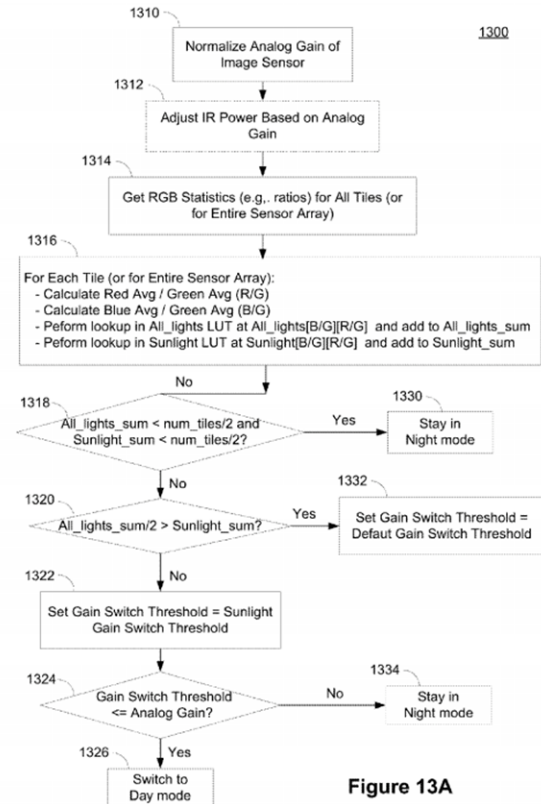 1310
1300
Normalize Analog Gain of
Image Sensor
1312
Adjust IR Power Based on Analog
Gain
1314
Get RGB Statistics (e.g,. ratios) for All Tiles (or
for Entire Sensor Array)
1316
For Each Tile (or for Entire Sensor Array):
- Calculate Red Avg / Green Avg (R/G)
- Calculate Blue Avg / Green Avg (B/G)
- Peform lookup in All_lights LUT at All_lights[B/G][R/G] and add to All_lights_sum
- Peform lookup in Sunlight LUT at Sunlight[B/G][R/G] and add to Sunlight_sum
No
1318
All_lights_sum < num_tiles/2 and
Sunlight_sum < num_tiles/2?
Yes
1330
Stay in
Night mode
No
1320
All_lights_sum/2 > Sunlight_sum?
Yes
1332
Set Gain Switch Threshold =
Defaut Gain Switch Threshold
No
1322
Set Gain Switch Threshold = Sunlight
Gain Switch Threshold
1324
Gain Switch Threshold
<= Analog Gain?
No
1334
Stay in
Night mode
Yes
1326
Switch to
Day mode
Figure 13A